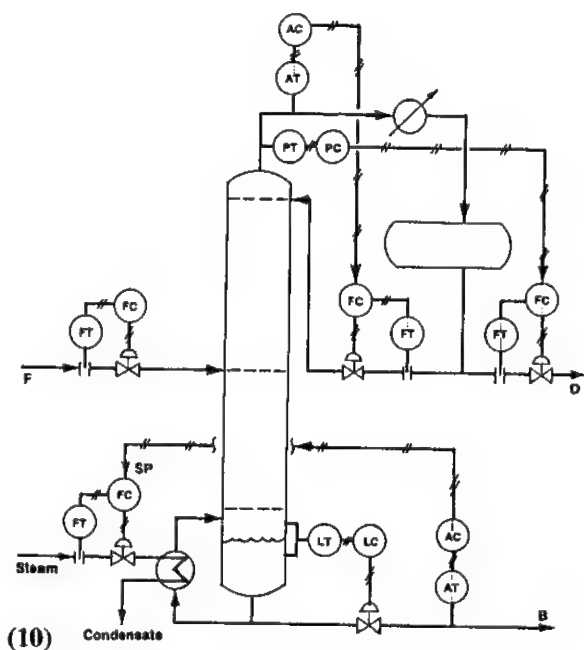 AC
AT
PT PC
FC FC
FC FT FT
FT
F D
SP
FC
FT AC
LT LC
Steam AT
B
(10) Condensate